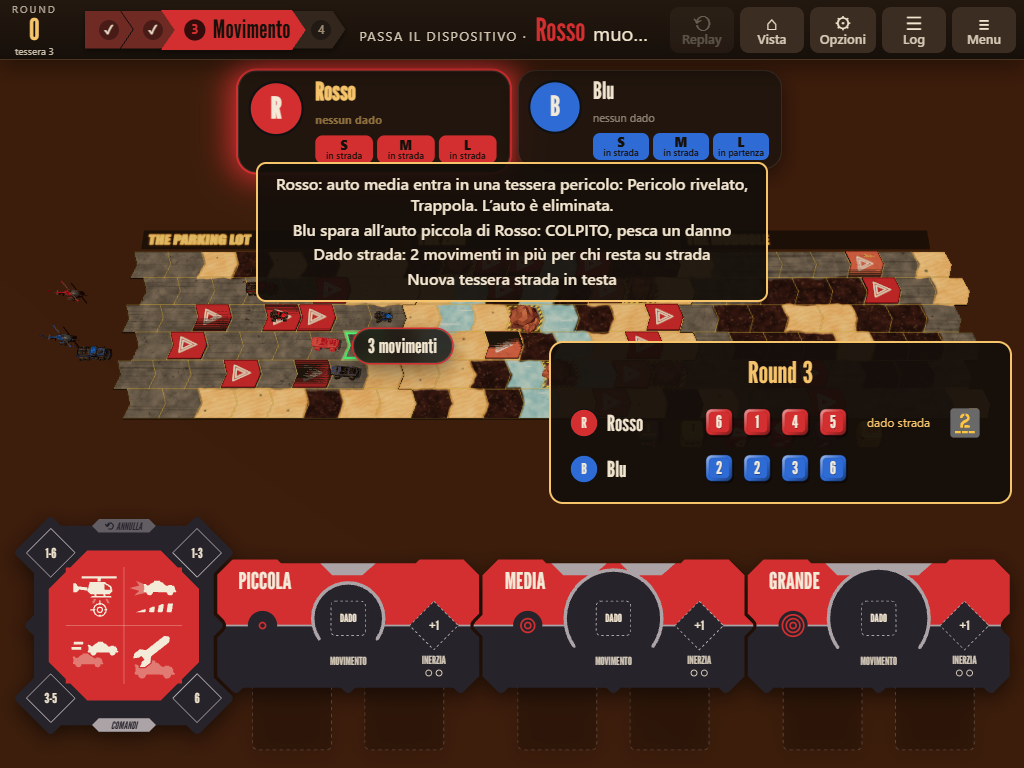 ROUND
0
tessera 3
3 Movimento
4
PASSA IL DISPOSITIVO · Rosso muo...
Replay
Vista
Opzioni
Log
Menu
R
Rosso
nessun dado
S
in strada
M
in strada
L
in strada
B
Blu
nessun dado
S
in strada
M
in strada
L
in partenza
Rosso: auto media entra in una tessera pericolo: Pericolo rivelato,
Trappola. L'auto è eliminata.
Blu spara all'auto piccola di Rosso: COLPITO, pesca un danno
Dado strada: 2 movimenti in più per chi resta su strada
Nuova tessera strada in testa
THE PARKING LOT
3 movimenti
Round 3
R Rosso 6 1 4 5 dado strada 2
B Blu 2 2 3 6
ANNULLA
1-6
1-3
3-5
6
COMANDI
PICCOLA
DADO
+1
MOVIMENTO
INERZIA
MEDIA
DADO
+1
MOVIMENTO
INERZIA
GRANDE
DADO
+1
MOVIMENTO
INERZIA